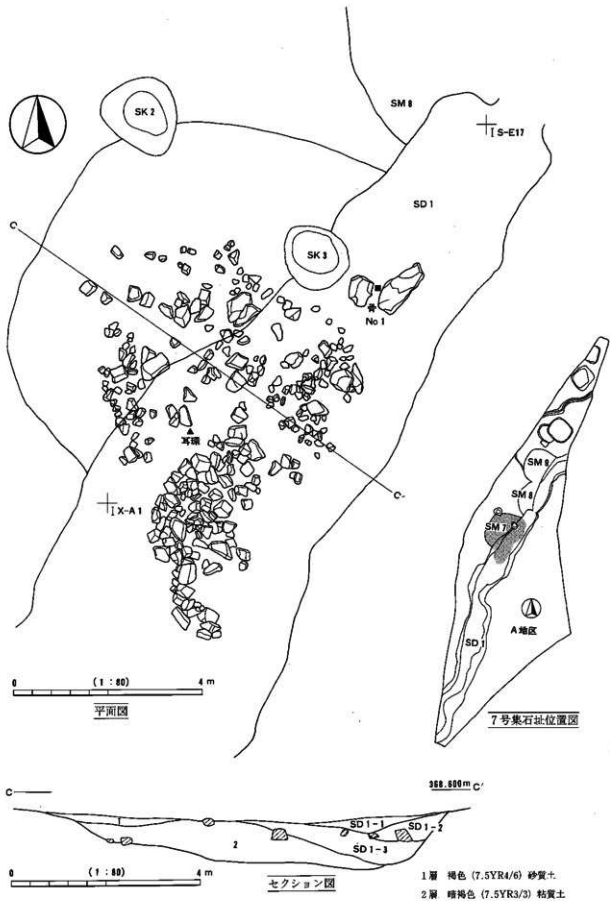 SK 2
SM 8
I S-E17
SD 1
SK 3
C
No 1
耳環
C'
I X-A 1
SM 9
SM 8
SM 7
SD 1
A地区
0 (1 : 80) 4 m
平面図
7号集石址位置図
C 368.600m C'
SD 1-1
SD 1-2
2
SD 1-3
0 (1 : 80) 4 m
セクション図
1層 褐色 (7.5YR4/6) 砂質土
2層 暗褐色 (7.5YR3/3) 粘質土